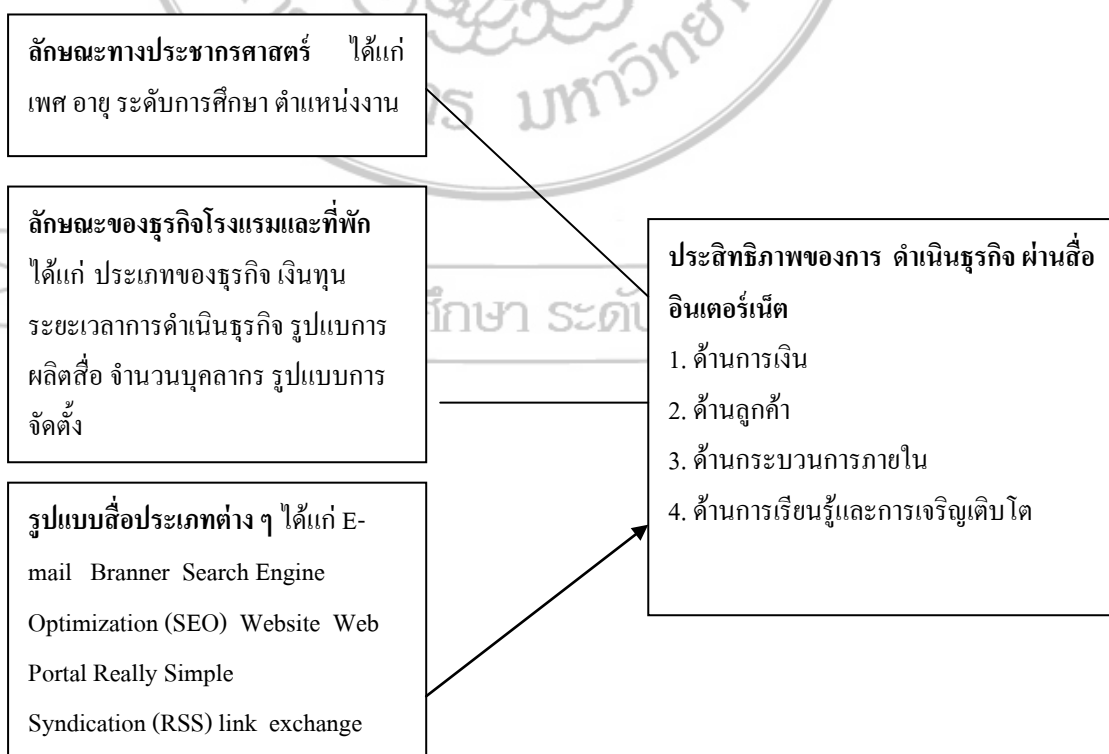 ลักษณะทางประชากรศาสตร์ ได้แก่
เพศ อายุ ระดับการศึกษา ตำแหน่งงาน
ลักษณะของธุรกิจโรงแรมและที่พัก
ได้แก่ ประเภทของธุรกิจ เงินทุน
ระยะเวลาการดำเนินธุรกิจ รูปแบบการ
ผลิตสื่อ จำนวนบุคลากร รูปแบบการ
จัดตั้ง
รูปแบบสื่อประเภทต่าง ๆ ได้แก่ E-
mail Branner Search Engine
Optimization (SEO) Website Web
Portal Really Simple
Syndication (RSS) link exchange
ประสิทธิภาพของการ ดำเนินธุรกิจ ผ่านสื่อ
อินเตอร์เน็ต
1. ด้านการเงิน
2. ด้านลูกค้า
3. ด้านกระบวนการภายใน
4. ด้านการเรียนรู้และการเจริญเติบโต